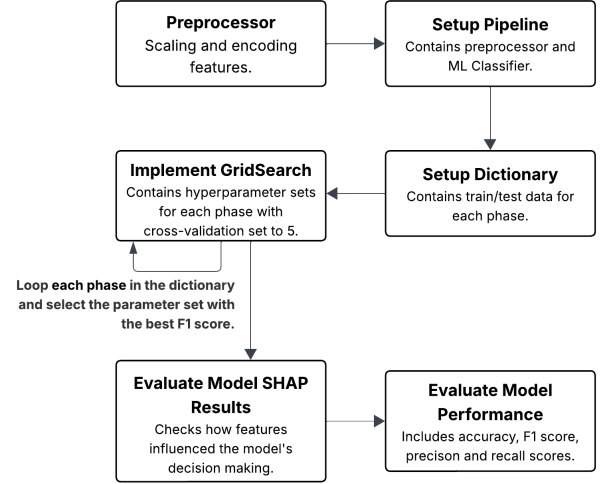 Preprocessor
Scaling and encoding
features.
Setup Pipeline
Contains preprocessor and
ML Classifier.
Setup Dictionary
Contains train/test data for
each phase.
Implement GridSearch
Contains hyperparameter sets
for each phase with
cross-validation set to 5.
Loop each phase in the dictionary
and select the parameter set with
the best F1 score.
Evaluate Model SHAP
Results
Checks how features
influenced the model's
decision making.
Evaluate Model
Performance
Includes accuracy, F1 score,
precison and recall scores.